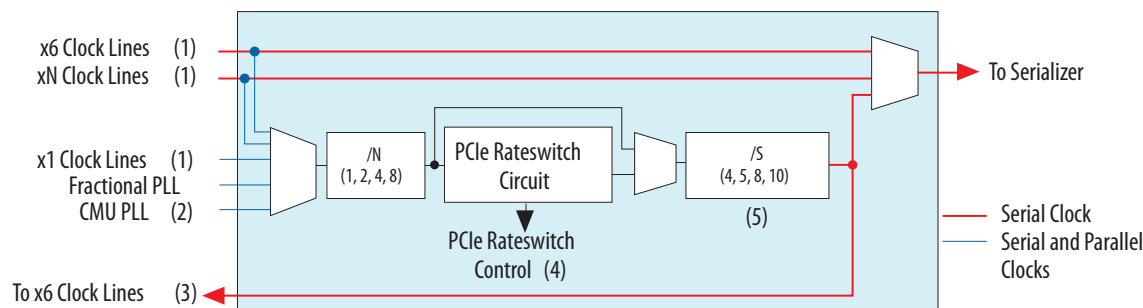 x6 Clock Lines (1)
xN Clock Lines (1)
To Serializer
x1 Clock Lines (1)
Fractional PLL
CMU PLL (2)
/N
(1, 2, 4, 8)
PCIe Rateswitch
Circuit
/S
(4, 5, 8, 10)
(5)
PCIe Rateswitch
Control (4)
Serial Clock
Serial and Parallel
Clocks
To x6 Clock Lines (3)